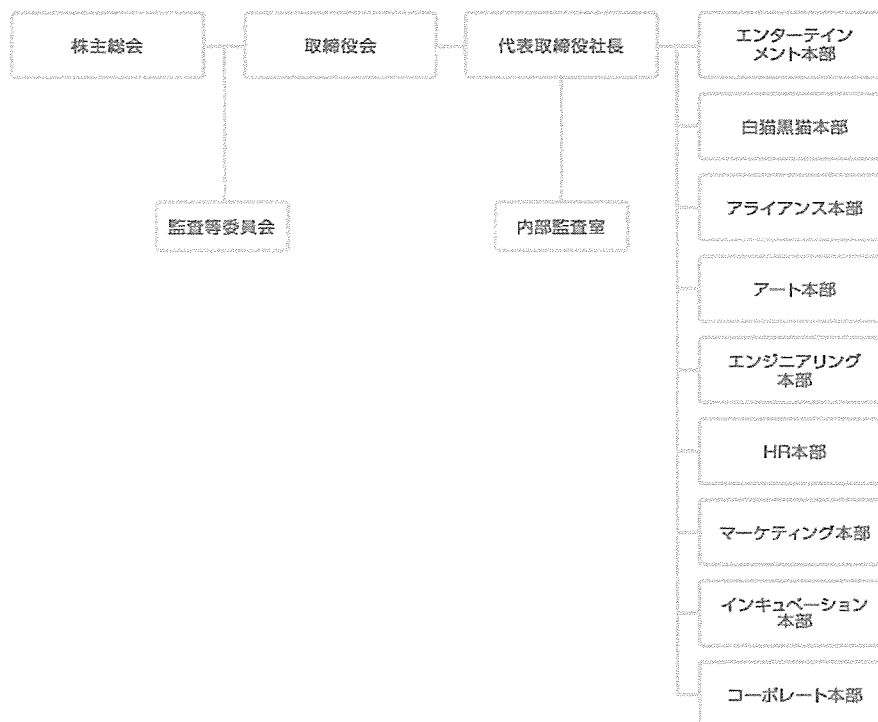 株主総会
取締役会
代表取締役社長
エンターテイン
メント本部
白猫黒猫本部
アライアンス本部
監査等委員会
内部監査室
アート本部
エンジニアリング
本部
HR本部
マーケティング本部
インキュベーション
本部
コーポレート本部